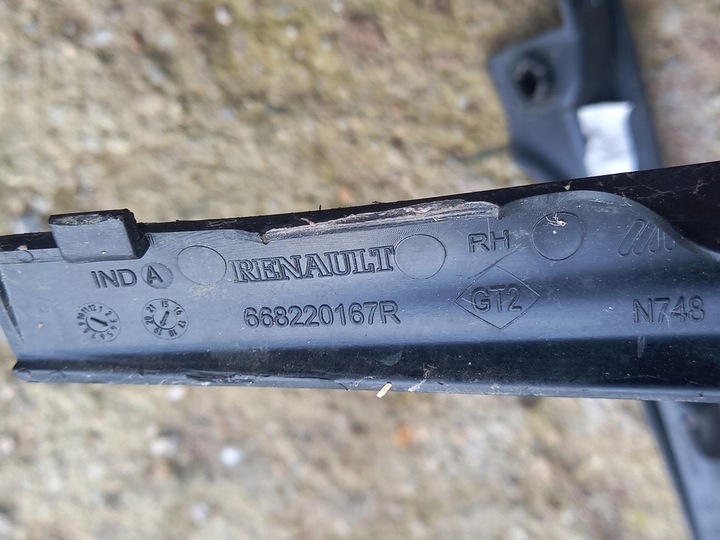 IND A RENAULT RH
668220167R GT2 N748